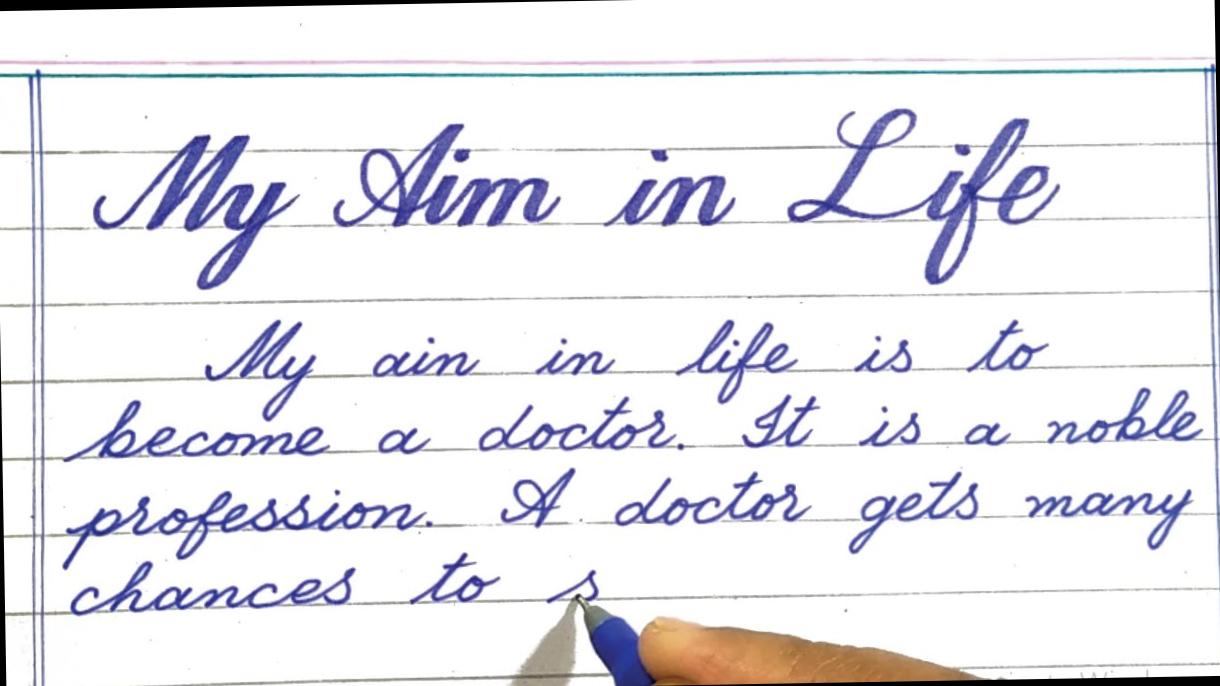 My Aim in Life
My ain in life is to
become a doctor. It is a noble
profession. A doctor gets many
chances to s